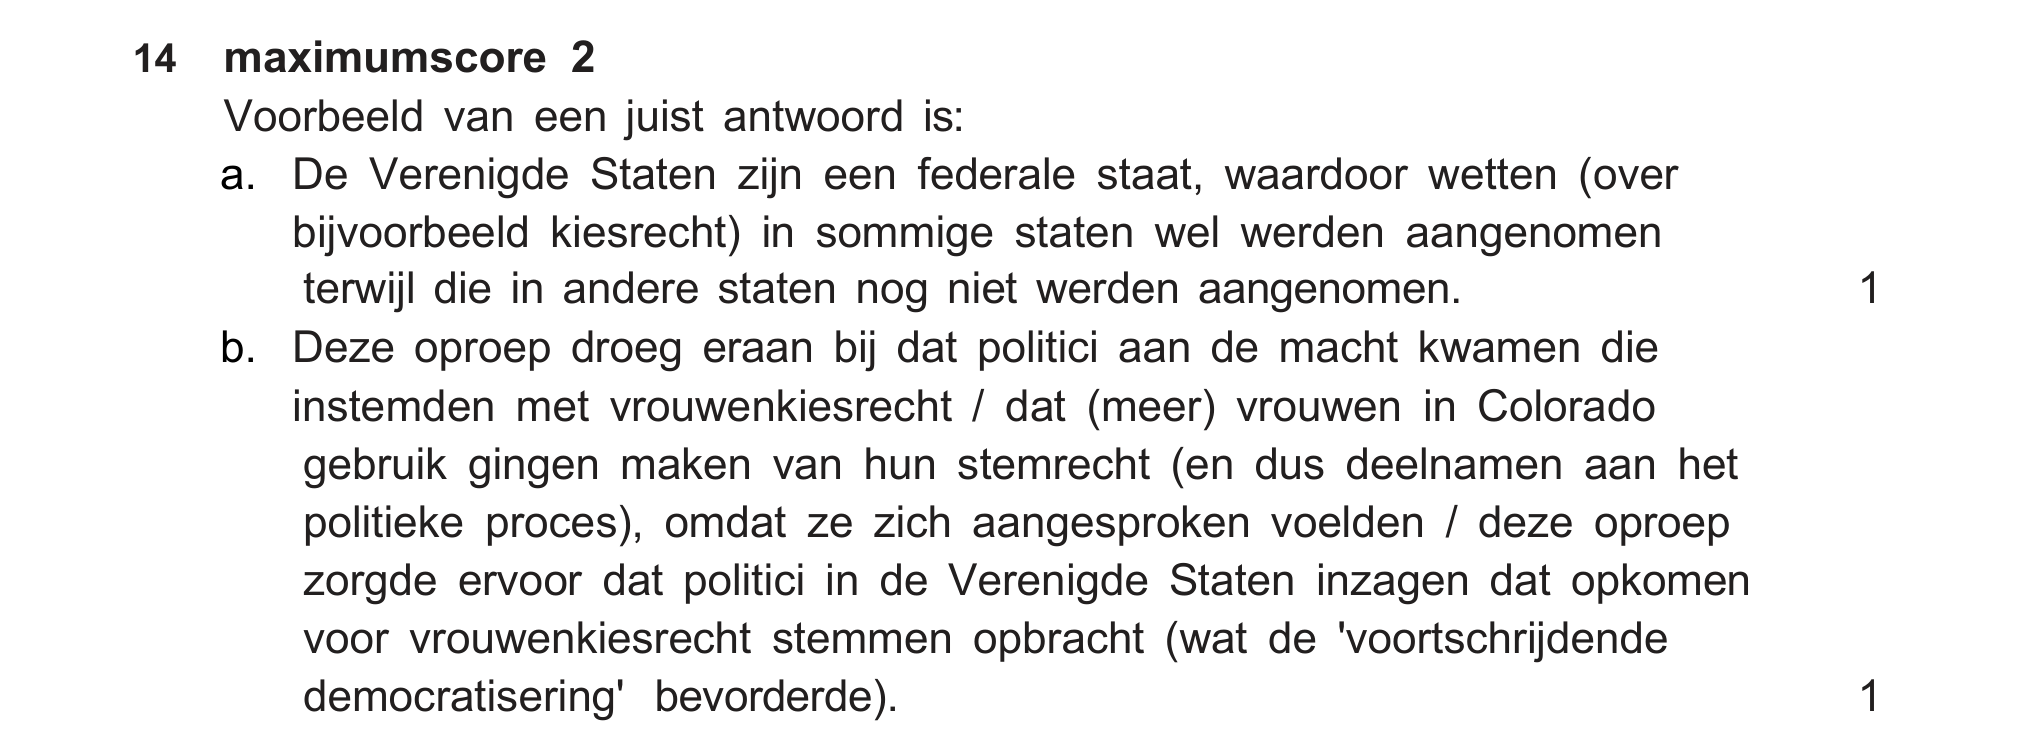 14 maximumscore 2
Voorbeeld van een juist antwoord is:
a. De Verenigde Staten zijn een federale staat, waardoor wetten (over
bijvoorbeeld kiesrecht) in sommige staten wel werden aangenomen
terwijl die in andere staten nog niet werden aangenomen. 1
b. Deze oproep droeg eraan bij dat politici aan de macht kwamen die
instemden met vrouwenkiesrecht / dat (meer) vrouwen in Colorado
gebruik gingen maken van hun stemrecht (en dus deelnamen aan het
politieke proces), omdat ze zich aangesproken voelden / deze oproep
zorgde ervoor dat politici in de Verenigde Staten inzagen dat opkomen
voor vrouwenkiesrecht stemmen opbracht (wat de 'voortschrijdende
democratisering' bevorderde). 1